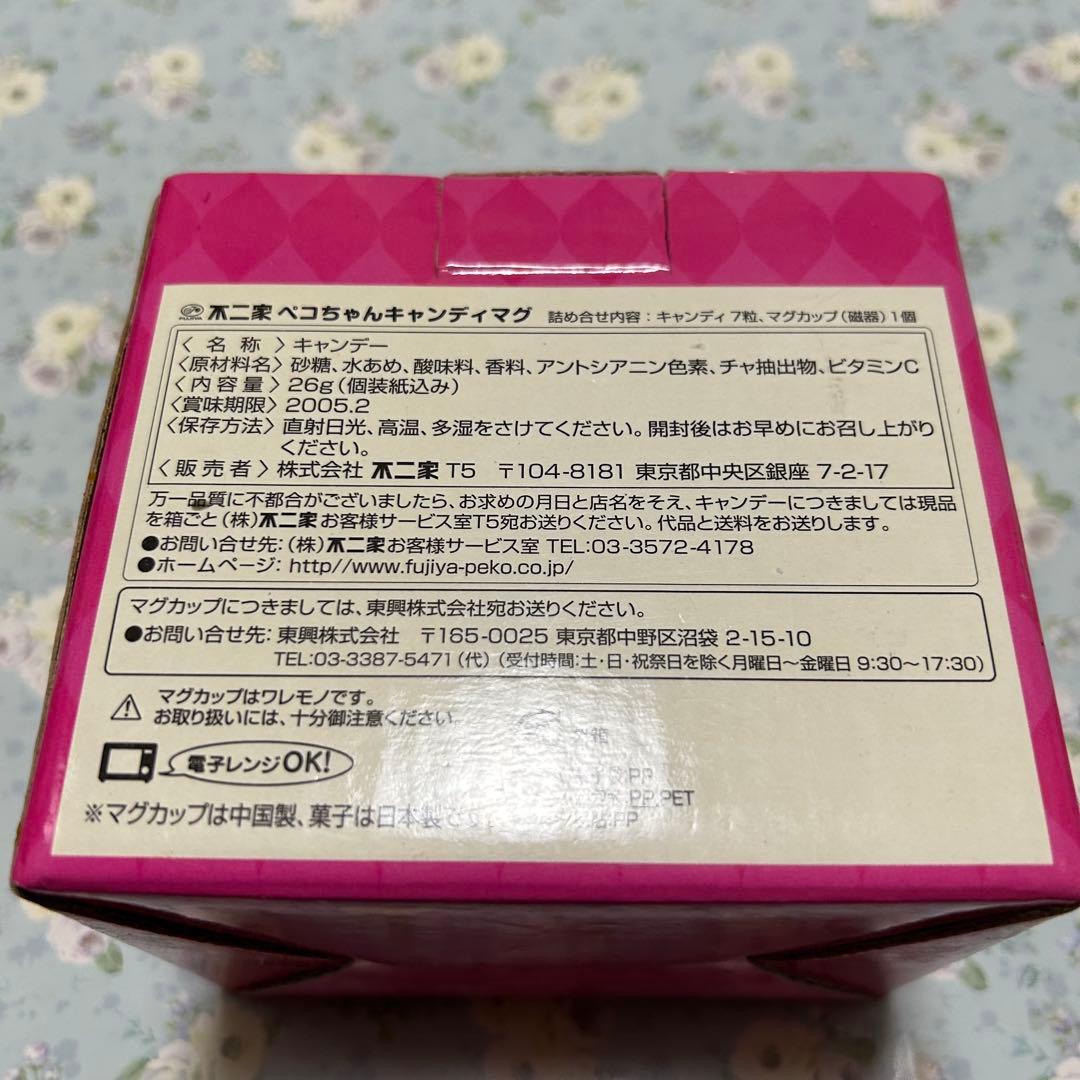 FUJIYA 不二家 ペコちゃんキャンディマグ 詰め合せ内容：キャンディ 7粒、マグカップ（磁器）1個
〈名称〉キャンデー
〈原材料名〉砂糖、水あめ、酸味料、香料、アントシアニン色素、チャ抽出物、ビタミンC
〈内容量〉26g（個装紙込み）
〈賞味期限〉2005.2
〈保存方法〉直射日光、高温、多湿をさけてください。開封後はお早めにお召し上がり
ください。
〈販売者〉株式会社 不二家 T5 〒104-8181 東京都中央区銀座 7-2-17
万一品質に不都合がございましたら、お求めの月日と店名をそえ、キャンデーにつきましては現品
を箱ごと（株）不二家お客様サービス室T5宛お送りください。代品と送料をお送りします。
●お問い合せ先：（株）不二家お客様サービス室 TEL:03-3572-4178
●ホームページ：http//www.fujiya-peko.co.jp/
マグカップにつきましては、東興株式会社宛お送りください。
●お問い合せ先：東興株式会社 〒165-0025 東京都中野区沼袋 2-15-10
TEL:03-3387-5471（代）（受付時間:土・日・祝祭日を除く月曜日〜金曜日 9:30〜17:30）
マグカップはワレモノです。
お取り扱いには、十分御注意ください。
電子レンジOK!
※マグカップは中国製、菓子は日本製です
箱
PP
PP,PET
PP